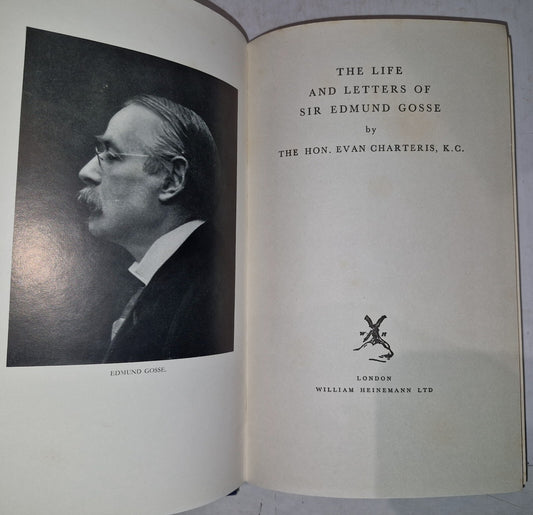 EDMUND GOSSE.
THE LIFE
AND LETTERS OF
SIR EDMUND GOSSE
by
THE HON. EVAN CHARTERIS, K.C.
W H
LONDON
WILLIAM HEINEMANN LTD